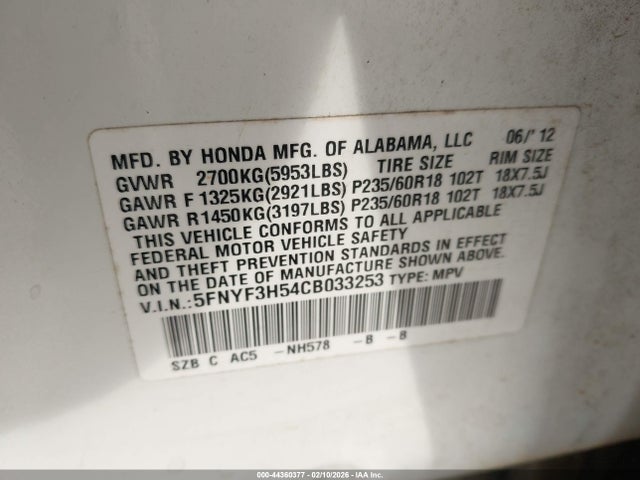 MFD. BY HONDA MFG. OF ALABAMA, LLC 06/'12
GVWR 2700KG(5953LBS) TIRE SIZE RIM SIZE
GAWR F 1325KG(2921LBS) P235/60R18 102T 18X7.5J
GAWR R 1450KG(3197LBS) P235/60R18 102T 18X7.5J
THIS VEHICLE CONFORMS TO ALL APPLICABLE
FEDERAL MOTOR VEHICLE SAFETY
AND THEFT PREVENTION STANDARDS IN EFFECT
ON THE DATE OF MANUFACTURE SHOWN ABOVE.
V.I.N.: 5FNYF3H54CB033253 TYPE: MPV
SZB C AC5 -NH578 -B -B
000-44360377 - 02/10/2026 - IAA Inc.